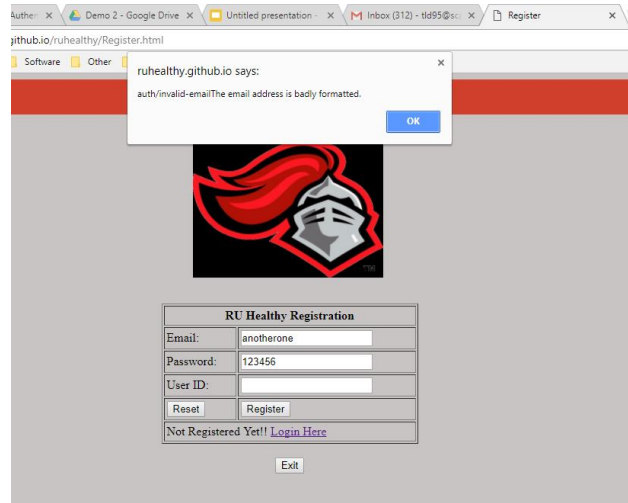 Authen
Demo 2 - Google Drive
Untitled presentation -
Inbox (312) - tld95@sc
Register
github.io/ruhealthy/Register.html
Software Other
ruhealthy.github.io says:
auth/invalid-emailThe email address is badly formatted.
OK
TM
RU Healthy Registration
Email: anotherone
Password: 123456
User ID:
Reset Register
Not Registered Yet!! Login Here
Exit